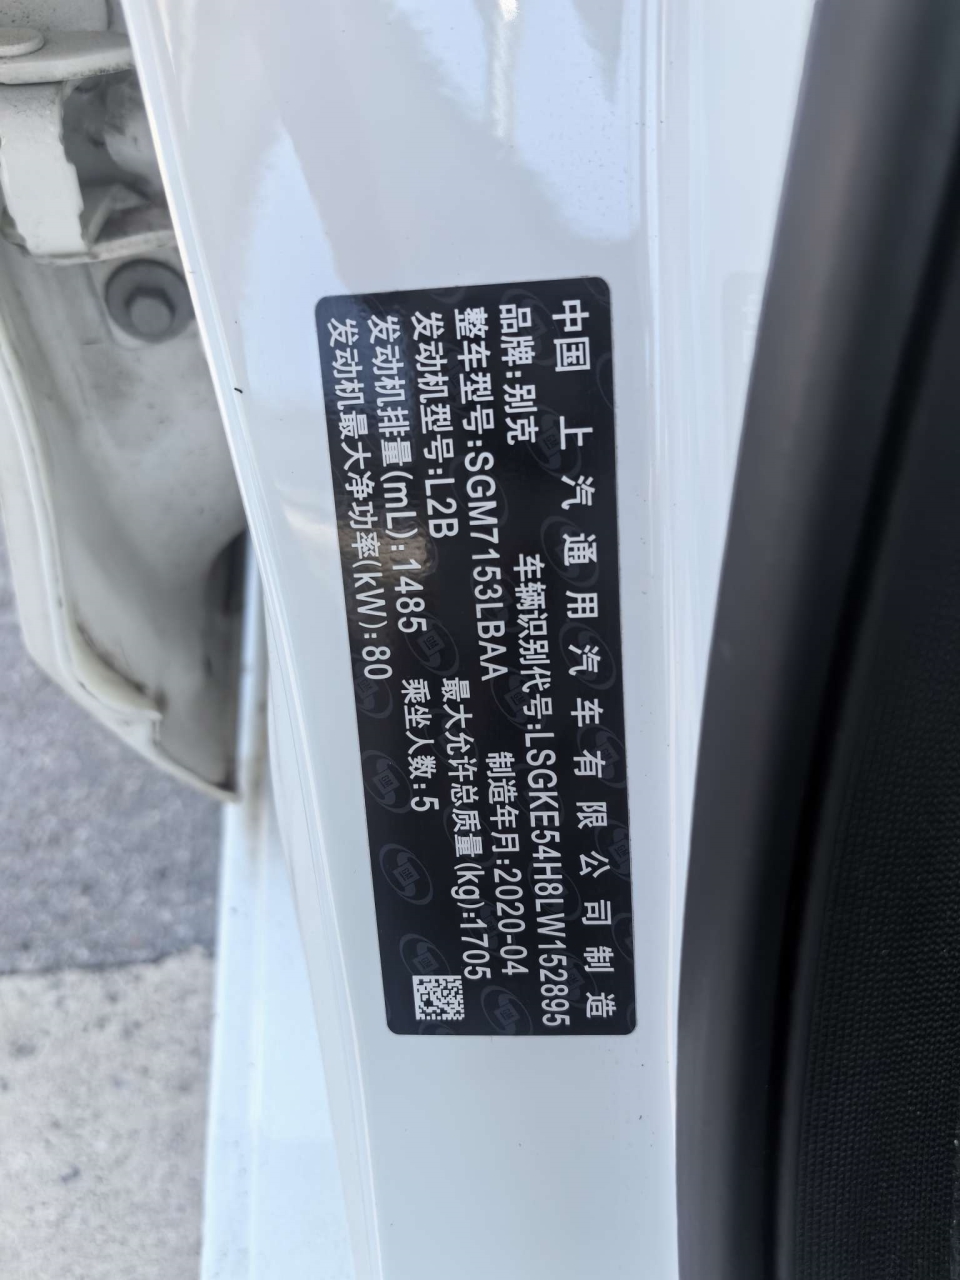 中国 上汽通用汽车有限公司制造
品牌:别克 车辆识别代号:LSGKE54H8LW152895
整车型号:SGM7153LBAA 制造年月:2020-04
发动机型号:L2B 最大允许总质量(kg):1705
发动机排量(mL):1485 乘坐人数:5
发动机最大净功率(kW):80